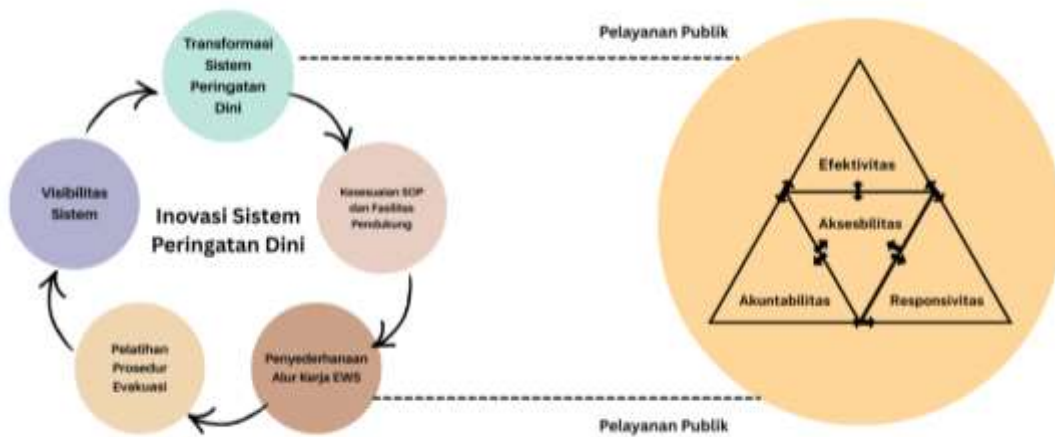 Transformasi
Sistem
Peringatan
Dini
Kesesuaian SOP
dan Fasilitas
Pendukung
Penyederhanaan
Alur Kerja EWS
Pelatihan
Prosedur
Evakuasi
Visibilitas
Sistem
Inovasi Sistem
Peringatan Dini
Pelayanan Publik
Pelayanan Publik
Efektivitas
Aksesbilitas
Akuntabilitas
Responsivitas